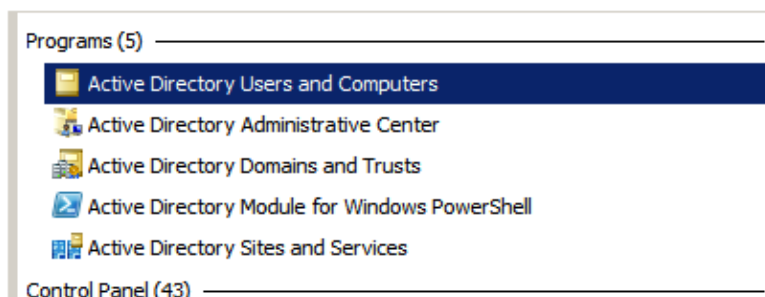 Programs (5)
Active Directory Users and Computers
Active Directory Administrative Center
Active Directory Domains and Trusts
Active Directory Module for Windows PowerShell
Active Directory Sites and Services
Control Panel (43)